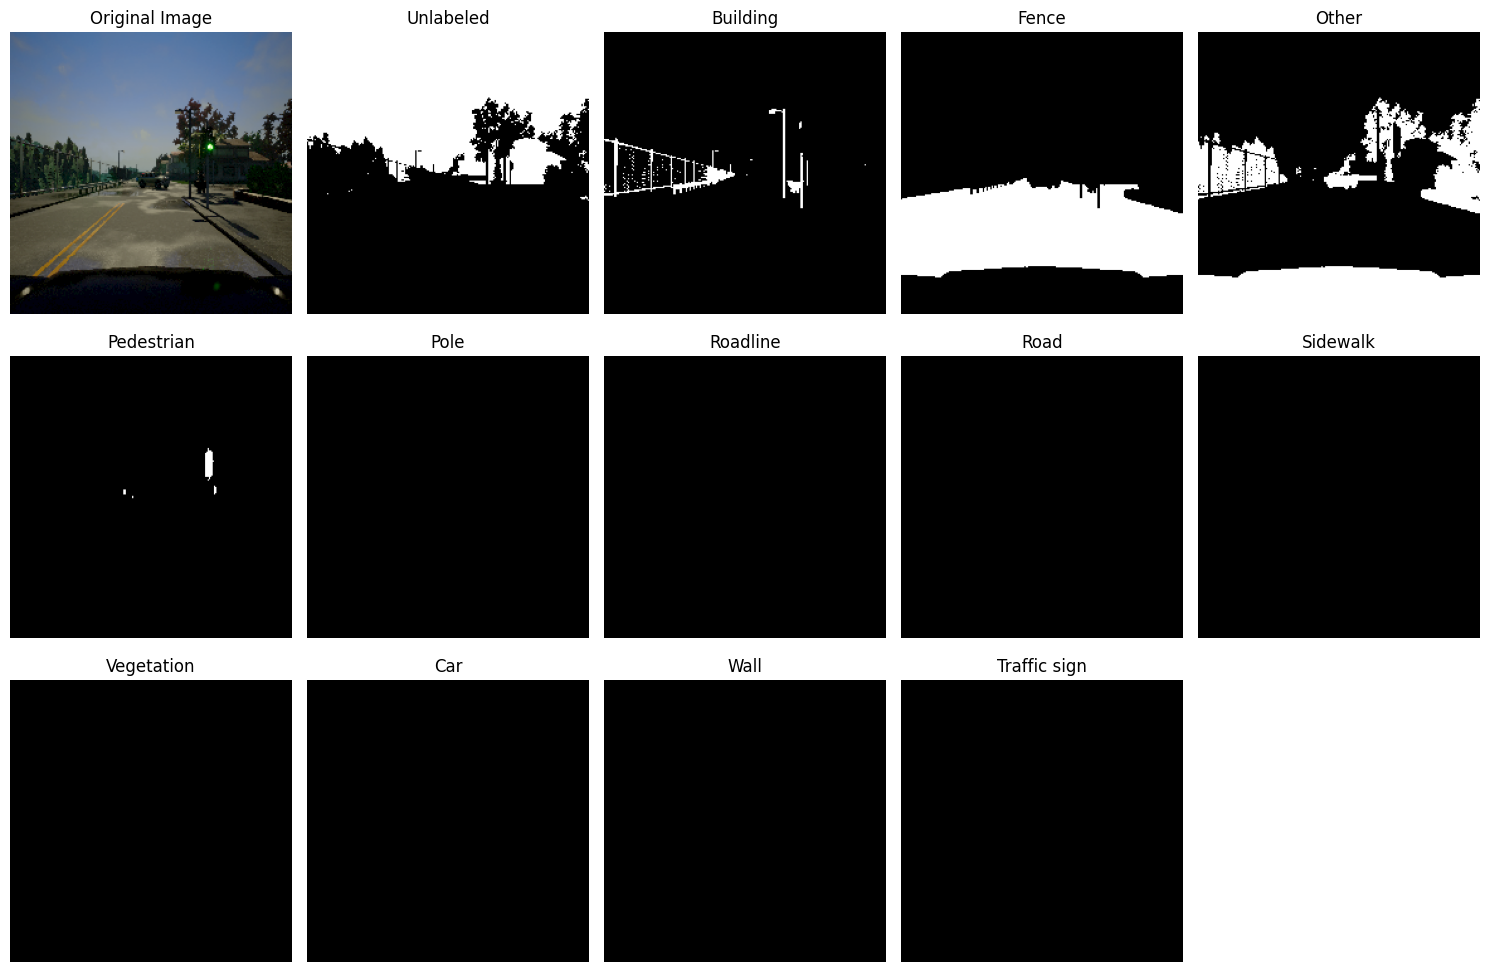 Original Image
Unlabeled
Building
Fence
Other
Pedestrian
Pole
Roadline
Road
Sidewalk
Vegetation
Car
Wall
Traffic sign